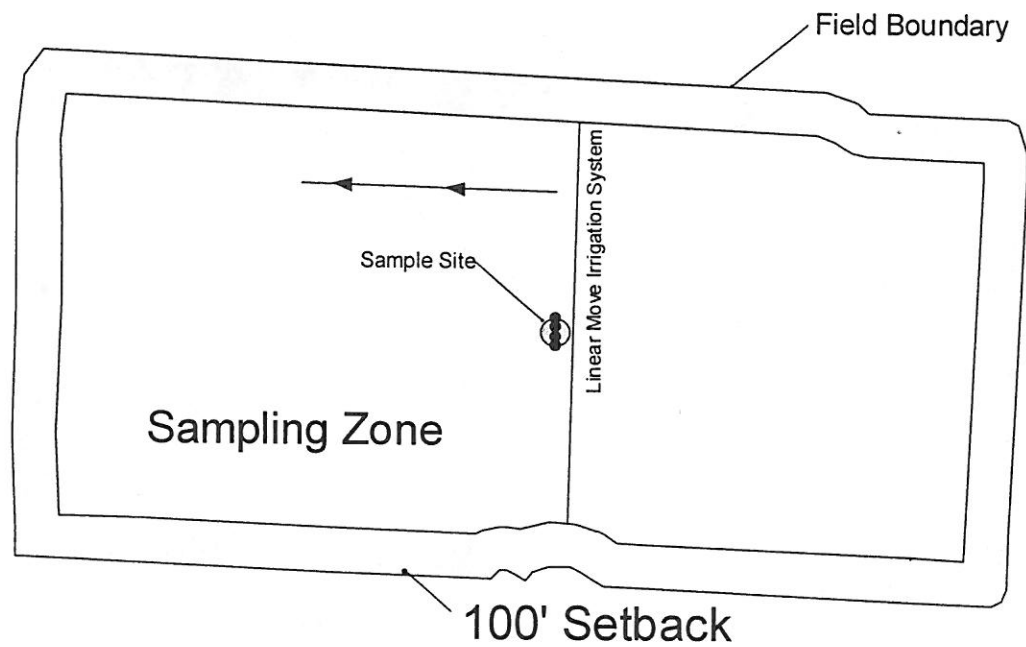 Field Boundary
Linear Move Irrigation System
Sample Site
Sampling Zone
100' Setback